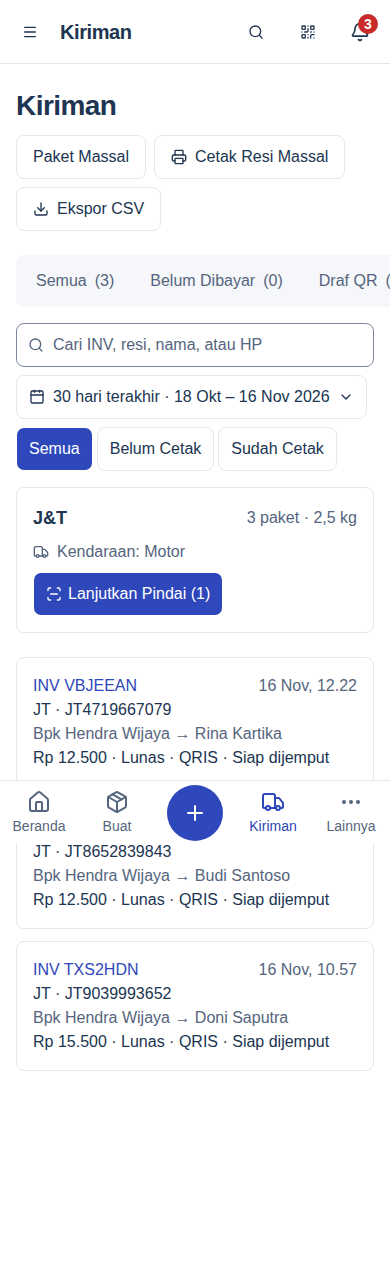 Kiriman
3
Kiriman
Paket Massal
Cetak Resi Massal
Ekspor CSV
Semua (3) Belum Dibayar (0) Draf QR (
Cari INV, resi, nama, atau HP
30 hari terakhir · 18 Okt – 16 Nov 2026
Semua Belum Cetak Sudah Cetak
J&T 3 paket · 2,5 kg
Kendaraan: Motor
Lanjutkan Pindai (1)
INV VBJEEAN 16 Nov, 12.22
JT · JT4719667079
Bpk Hendra Wijaya → Rina Kartika
Rp 12.500 · Lunas · QRIS · Siap dijemput
Beranda Buat Kiriman Lainnya
JT · JT8652839843
Bpk Hendra Wijaya → Budi Santoso
Rp 12.500 · Lunas · QRIS · Siap dijemput
INV TXS2HDN 16 Nov, 10.57
JT · JT9039993652
Bpk Hendra Wijaya → Doni Saputra
Rp 15.500 · Lunas · QRIS · Siap dijemput